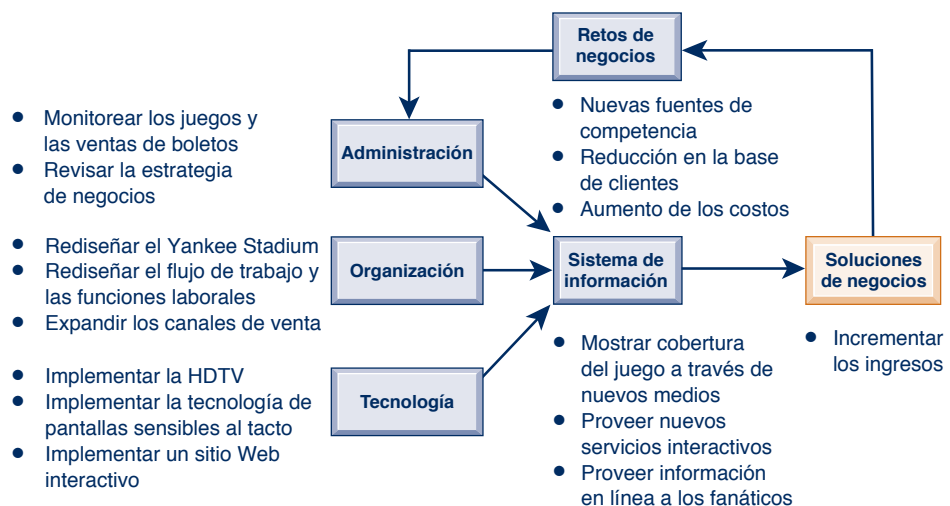 Retos de
negocios
● Nuevas fuentes de
competencia
● Reducción en la base
de clientes
● Aumento de los costos
● Monitorear los juegos y
las ventas de boletos
● Revisar la estrategia
de negocios
Administración
● Rediseñar el Yankee Stadium
● Rediseñar el flujo de trabajo y
las funciones laborales
● Expandir los canales de venta
Organización
Sistema de
información
Soluciones
de negocios
● Implementar la HDTV
● Implementar la tecnología de
pantallas sensibles al tacto
● Implementar un sitio Web
interactivo
Tecnología
● Mostrar cobertura
del juego a través de
nuevos medios
● Proveer nuevos
servicios interactivos
● Proveer información
en línea a los fanáticos
● Incrementar
los ingresos